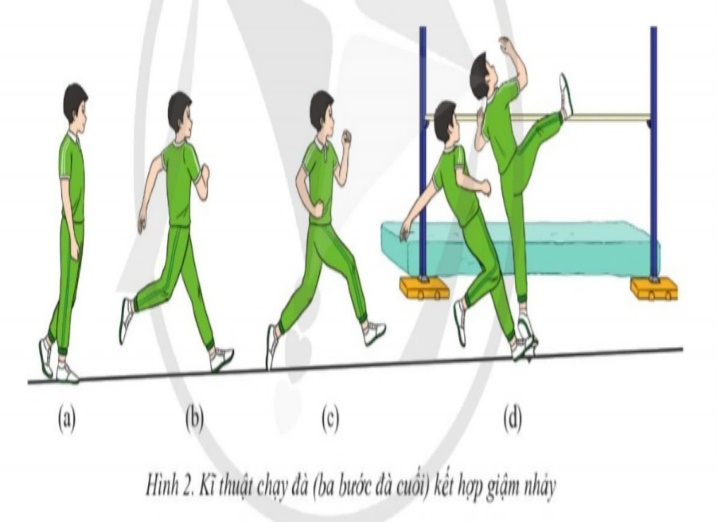 (a) (b) (c) (d)
Hình 2. Kĩ thuật chạy đà (ba bước đà cuối) kết hợp giậm nhảy